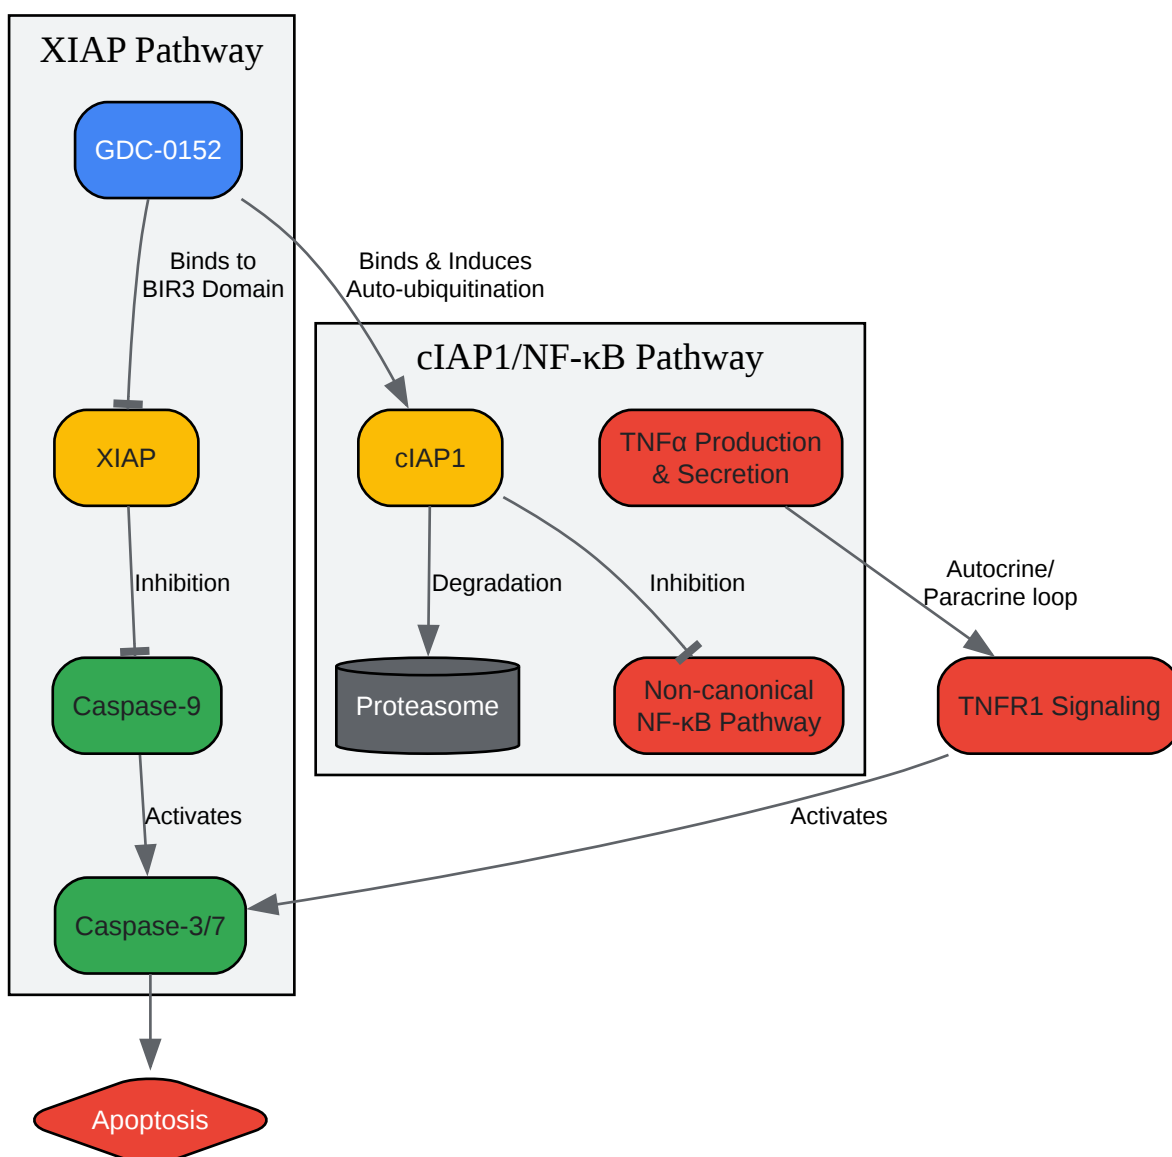 XIAP Pathway
GDC-0152
Binds to
BIR3 Domain
Binds & Induces
Auto-ubiquitination
cIAP1/NF-κB Pathway
XIAP
cIAP1
TNFα Production
& Secretion
Inhibition
Degradation
Inhibition
Autocrine/
Paracrine loop
Caspase-9
Proteasome
Non-canonical
NF-κB Pathway
TNFR1 Signaling
Activates
Activates
Caspase-3/7
Apoptosis